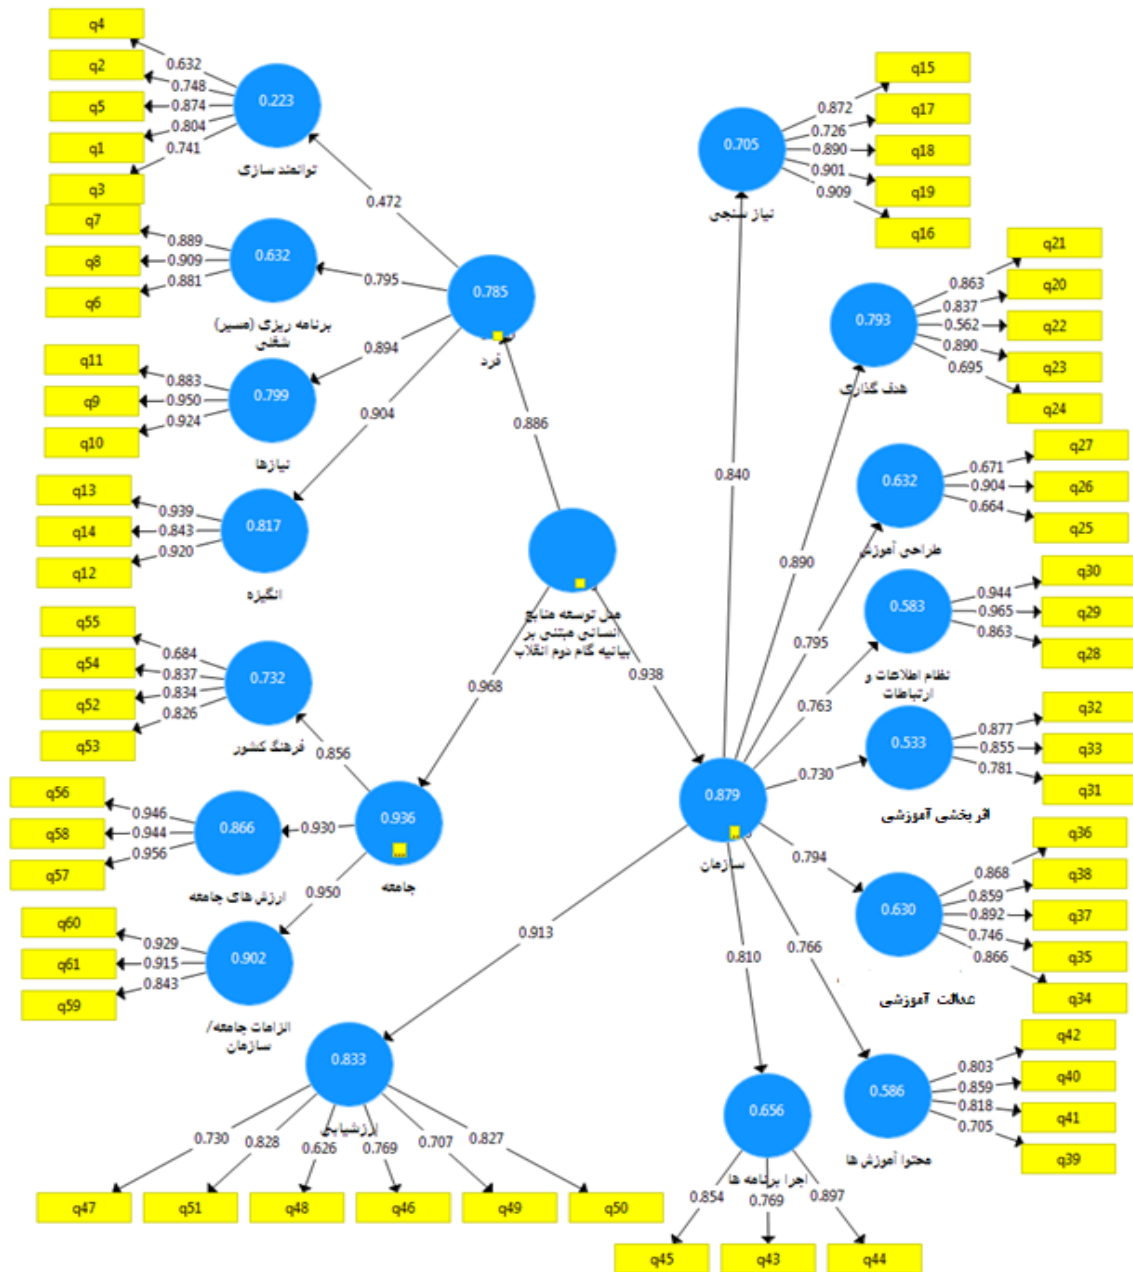 q4
q2
q5
q1
q3
0.632
0.748
0.874
0.804
0.741
0.223
توانمند سازی
0.472
q7
q8
q6
0.889
0.909
0.881
0.632
برنامه ریزی (مسیر)
شغلی
0.795
q11
q9
q10
0.883
0.950
0.924
0.799
نیازها
0.894
q13
q14
q12
0.939
0.843
0.920
0.817
انگیزه
0.904
0.785
فرد
0.886
مدل توسعه منابع
انسانی مبتنی بر
بیانیه گام دوم انقلاب
0.968
0.938
q55
q54
q52
q53
0.684
0.837
0.834
0.826
0.732
فرهنگ کشور
0.856
q56
q58
q57
0.946
0.944
0.956
0.866
ارزش های جامعه
0.930
q60
q61
q59
0.929
0.915
0.843
0.902
الزامات جامعه/
سازمان
0.950
0.936
...
جامعه
0.879
سازمان
q15
q17
q18
q19
q16
0.872
0.726
0.890
0.901
0.909
0.705
نیاز سنجی
0.840
q21
q20
q22
q23
q24
0.863
0.837
0.562
0.890
0.695
0.793
هدف گذاری
0.890
q27
q26
q25
0.671
0.904
0.664
0.632
طراحی آموزش
0.795
q30
q29
q28
0.944
0.965
0.863
0.583
نظام اطلاعات و
ارتباطات
0.763
q32
q33
q31
0.877
0.855
0.781
0.533
اثر بخشی آموزشی
0.730
q36
q38
q37
q35
q34
0.868
0.859
0.892
0.746
0.866
0.630
عدالت آموزشی
0.794
q42
q40
q41
q39
0.803
0.859
0.818
0.705
0.586
محتوا آموزش ها
0.766
0.810
0.656
اجرا برنامه ها
0.854
0.769
0.897
q45
q43
q44
0.913
0.833
ارزشیابی
0.730
0.828
0.626
0.769
0.707
0.827
q47
q51
q48
q46
q49
q50